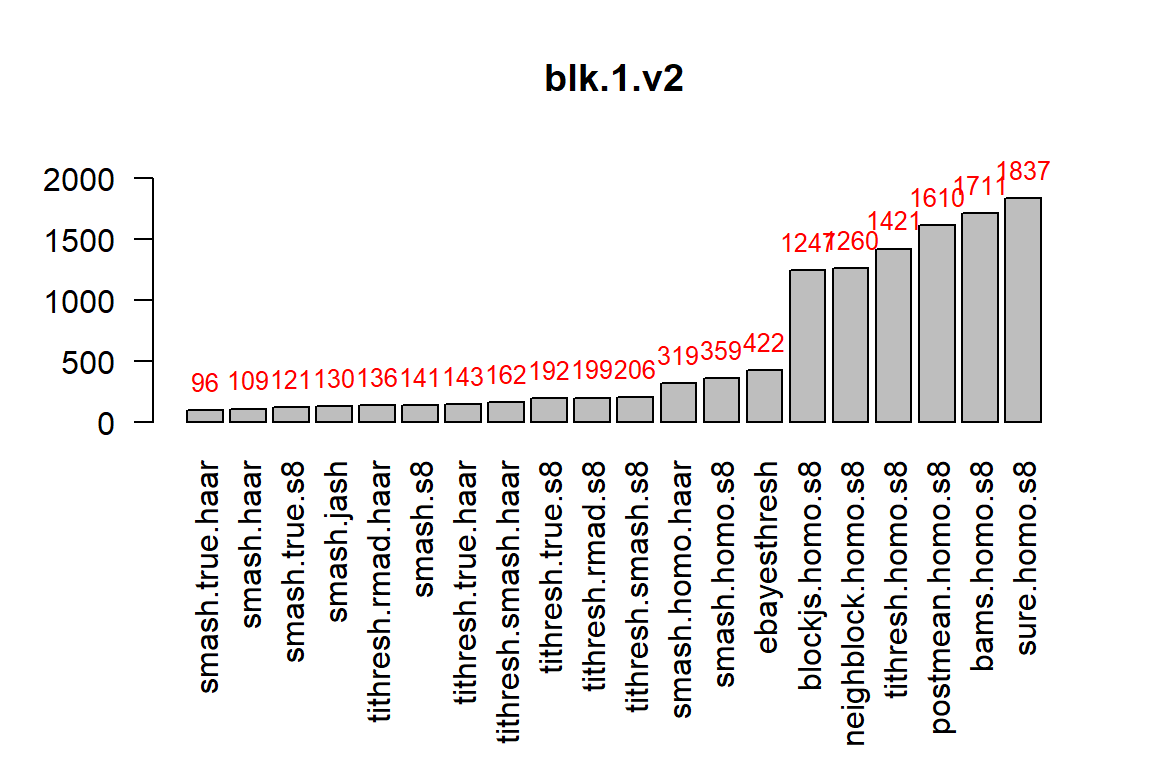 blk.1.v2
2000
1500
1000
500
0
96
109
121
130
136
141
143
162
192
199
206
319
359
422
1247
1260
1421
1610
1711
1837
smash.true.haar
smash.haar
smash.true.s8
smash.jash
tithresh.rmad.haar
smash.s8
tithresh.true.haar
tithresh.smash.haar
tithresh.true.s8
tithresh.rmad.s8
tithresh.smash.s8
smash.homo.haar
smash.homo.s8
ebayesthresh
blockjs.homo.s8
neighblock.homo.s8
tithresh.homo.s8
postmean.homo.s8
bams.homo.s8
sure.homo.s8